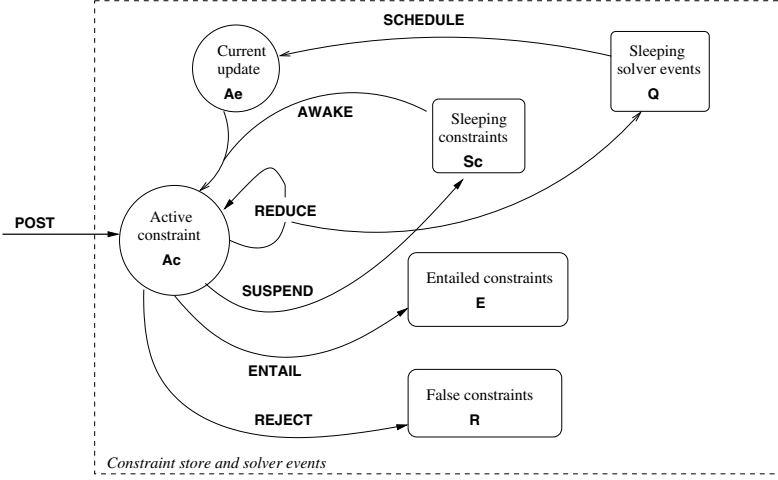 SCHEDULE
Current
update
Ae
Sleeping
solver events
Q
AWAKE
Sleeping
constraints
Sc
POST
Active
constraint
Ac
REDUCE
SUSPEND
Entailed constraints
E
ENTAIL
False constraints
R
REJECT
Constraint store and solver events